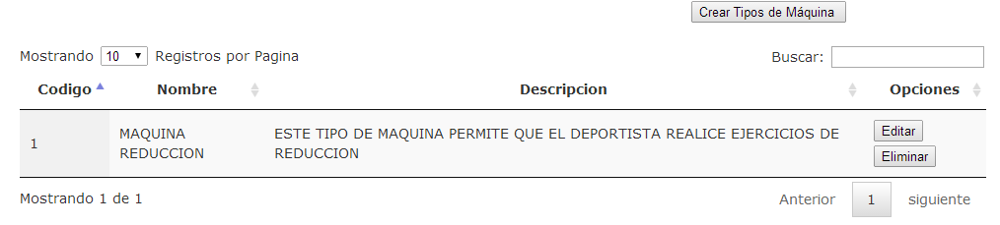 Crear Tipos de Máquina
Mostrando 10 Registros por Pagina Buscar:
Codigo Nombre Descripcion Opciones
1 MAQUINA REDUCCION ESTE TIPO DE MAQUINA PERMITE QUE EL DEPORTISTA REALICE EJERCICIOS DE REDUCCION Editar Eliminar
Mostrando 1 de 1 Anterior 1 siguiente